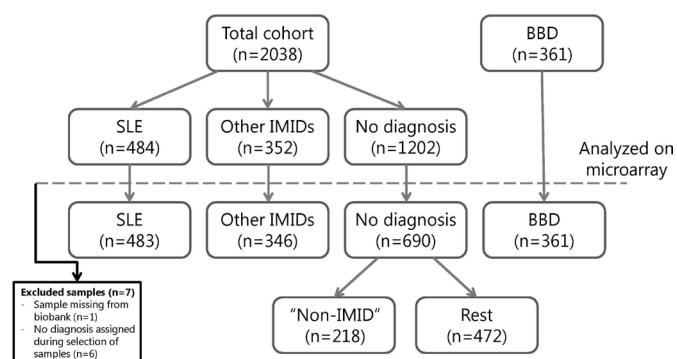 Total cohort
(n=2038)
BBD
(n=361)
SLE
(n=484)
Other IMIDs
(n=352)
No diagnosis
(n=1202)
Analyzed on
microarray
SLE
(n=483)
Other IMIDs
(n=346)
No diagnosis
(n=690)
BBD
(n=361)
Excluded samples (n=7)
- Sample missing from
biobank (n=1)
- No diagnosis assigned
during selection of
samples (n=6)
"Non-IMID"
(n=218)
Rest
(n=472)